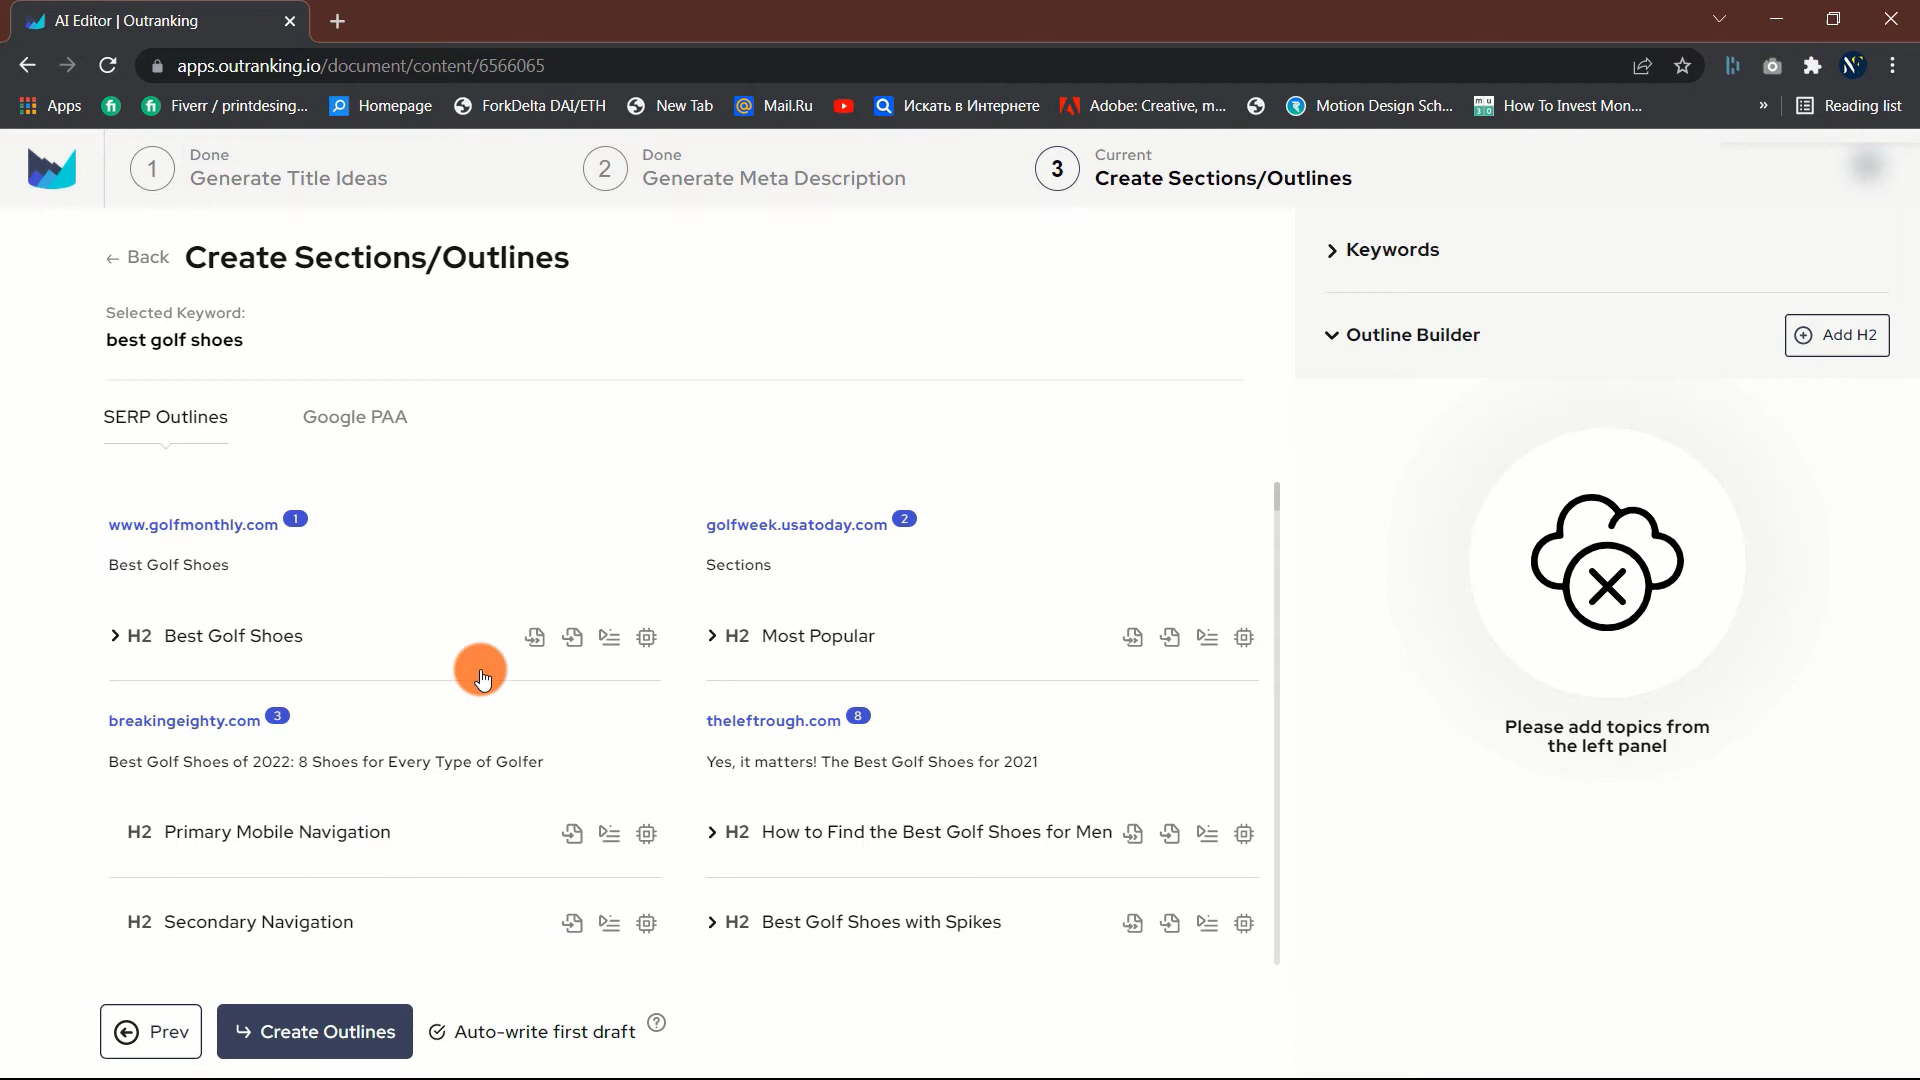 AI Editor | Outranking
apps.outranking.io/document/content/6566065
Apps
Fiverr / printdesing...
Homepage
ForkDelta DAI/ETH
New Tab
Mail.Ru
Искать в Интернете
Adobe: Creative, m...
Motion Design Sch...
How To Invest Mon...
»
Reading list
1
Done
Generate Title Ideas
2
Done
Generate Meta Description
3
Current
Create Sections/Outlines
← Back
Create Sections/Outlines
Selected Keyword:
best golf shoes
SERP Outlines
Google PAA
www.golfmonthly.com 1
Best Golf Shoes
H2 Best Golf Shoes
golfweek.usatoday.com 2
Sections
H2 Most Popular
breakingeighty.com 3
Best Golf Shoes of 2022: 8 Shoes for Every Type of Golfer
H2 Primary Mobile Navigation
H2 Secondary Navigation
theleftrough.com 8
Yes, it matters! The Best Golf Shoes for 2021
H2 How to Find the Best Golf Shoes for Men
H2 Best Golf Shoes with Spikes
Prev
Create Outlines
Auto-write first draft
?
Keywords
Outline Builder
Add H2
Please add topics from
the left panel